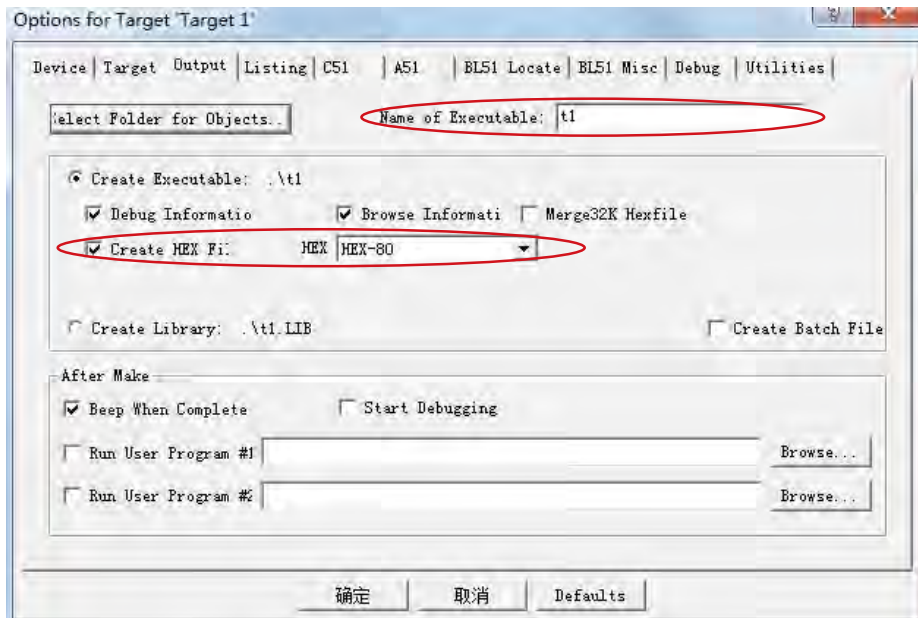 Options for Target 'Target 1'
Device Target Output Listing C51 A51 BL51 Locate BL51 Misc Debug Utilities
Select Folder for Objects... Name of Executable: t1
Create Executable: .\t1
Debug Informatio Browse Informati Merge32K Hexfile
Create HEX Fi: HEX HEX-80
Create Library: .\t1.LIB Create Batch File
After Make
Beep When Complete Start Debugging
Run User Program #1 Browse...
Run User Program #2 Browse...
确定 取消 Defaults